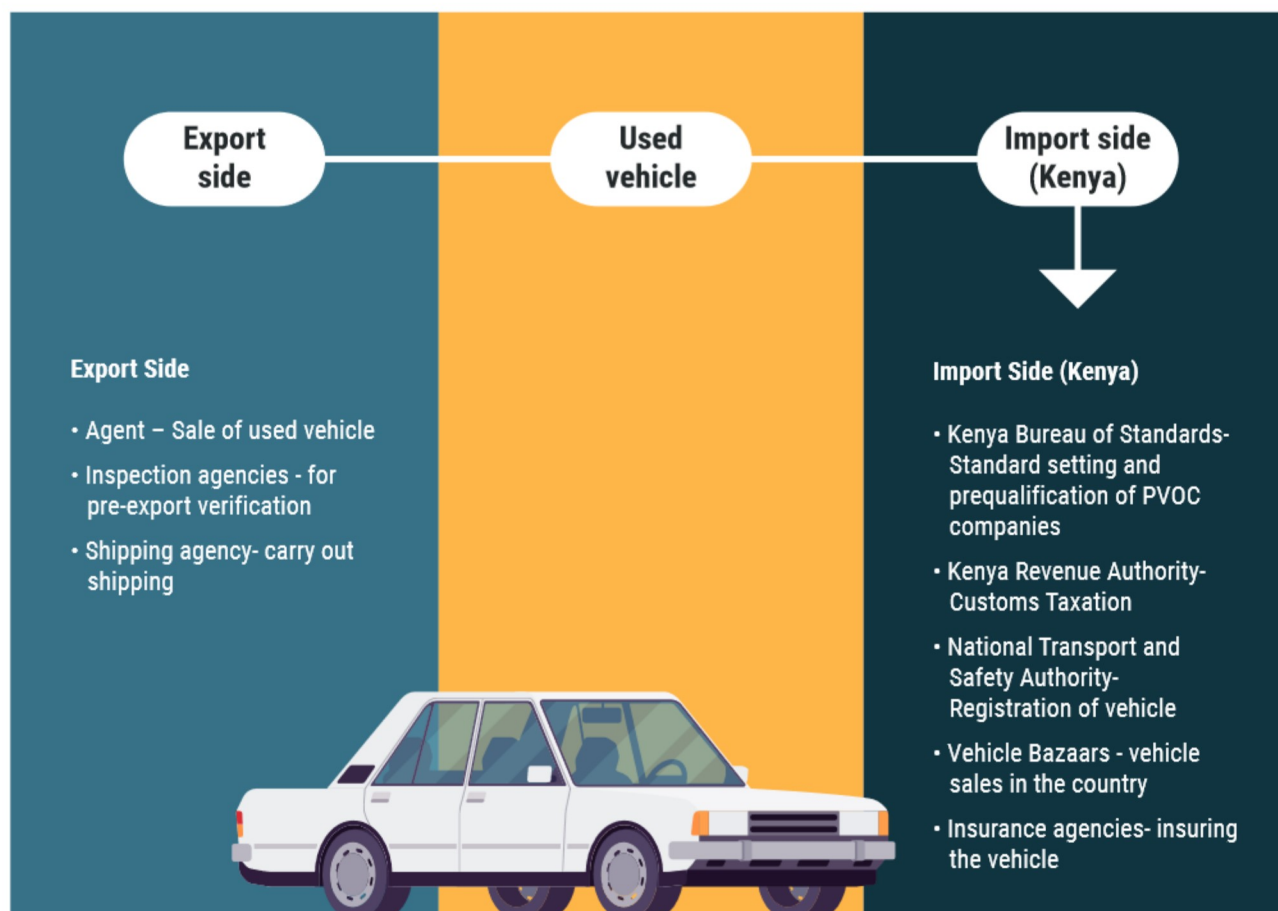 Export
side
Used
vehicle
Import side
(Kenya)
Export Side
• Agent – Sale of used vehicle
• Inspection agencies - for
pre-export verification
• Shipping agency- carry out
shipping
Import Side (Kenya)
• Kenya Bureau of Standards-
Standard setting and
prequalification of PVOC
companies
• Kenya Revenue Authority-
Customs Taxation
• National Transport and
Safety Authority-
Registration of vehicle
• Vehicle Bazaars - vehicle
sales in the country
• Insurance agencies- insuring
the vehicle